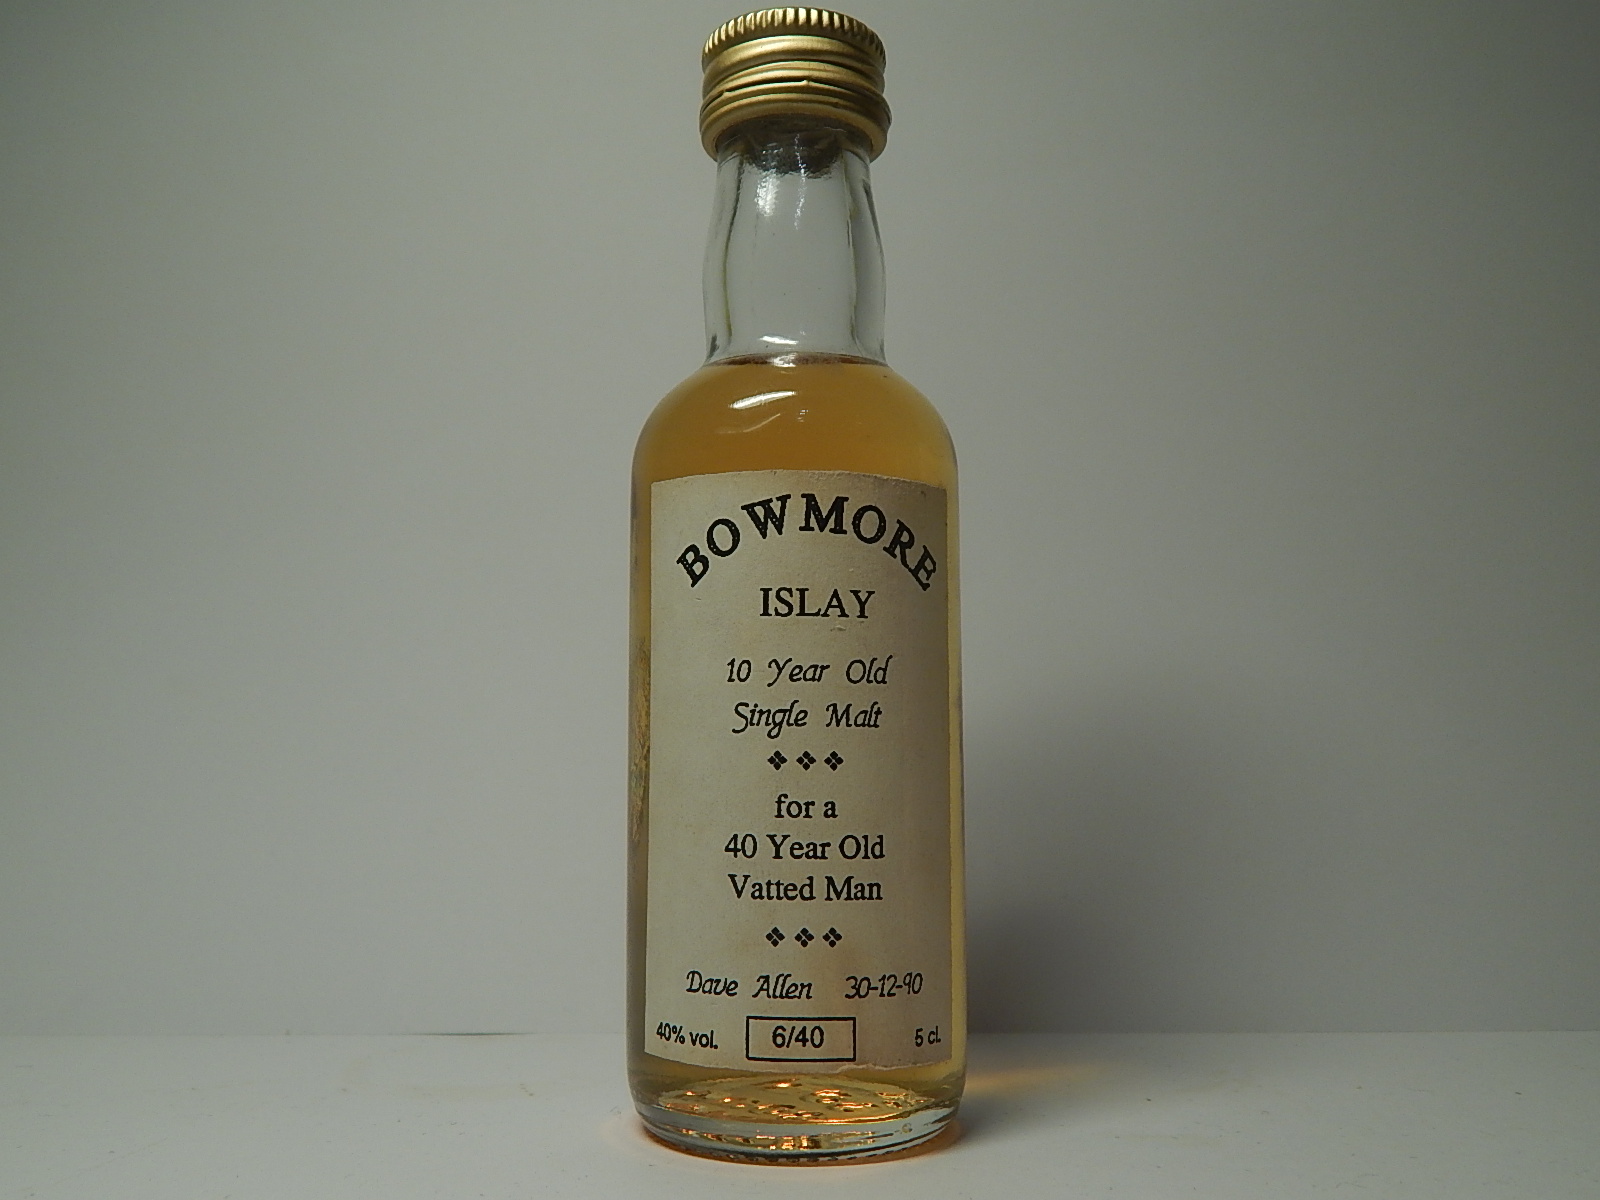 BOWMORE
ISLAY
10 Year Old
Single Malt
for a
40 Year Old
Vatted Man
Dave Allen 30-12-90
40% vol. 6/40 5 cl.